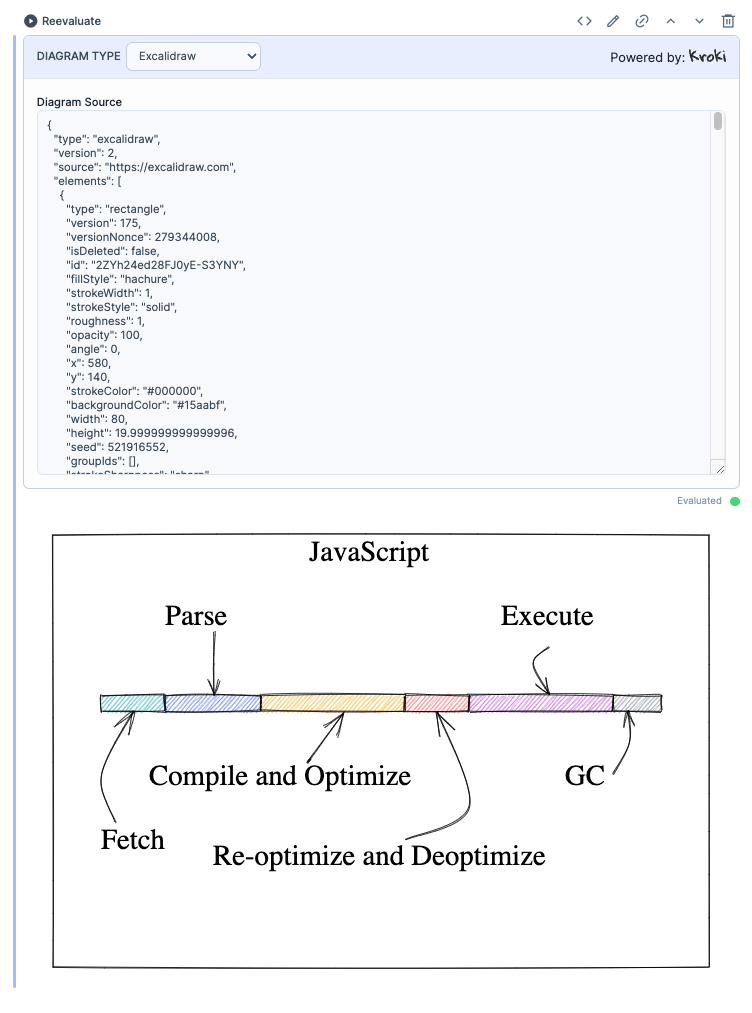 Reevaluate
DIAGRAM TYPE Excalidraw Powered by: Kroki
Diagram Source
{
"type": "excalidraw",
"version": 2,
"source": "https://excalidraw.com",
"elements": [
{
"type": "rectangle",
"version": 175,
"versionNonce": 279344008,
"isDeleted": false,
"id": "2ZYh24ed28FJ0yE-S3YNY",
"fillStyle": "hachure",
"strokeWidth": 1,
"strokeStyle": "solid",
"roughness": 1,
"opacity": 100,
"angle": 0,
"x": 580,
"y": 140,
"strokeColor": "#000000",
"backgroundColor": "#15aabf",
"width": 80,
"height": 19.999999999999996,
"seed": 521916552,
"groupIds": [],
"strokeSharpness": "sharp",
Evaluated
JavaScript
Parse
Execute
Compile and Optimize
GC
Fetch
Re-optimize and Deoptimize